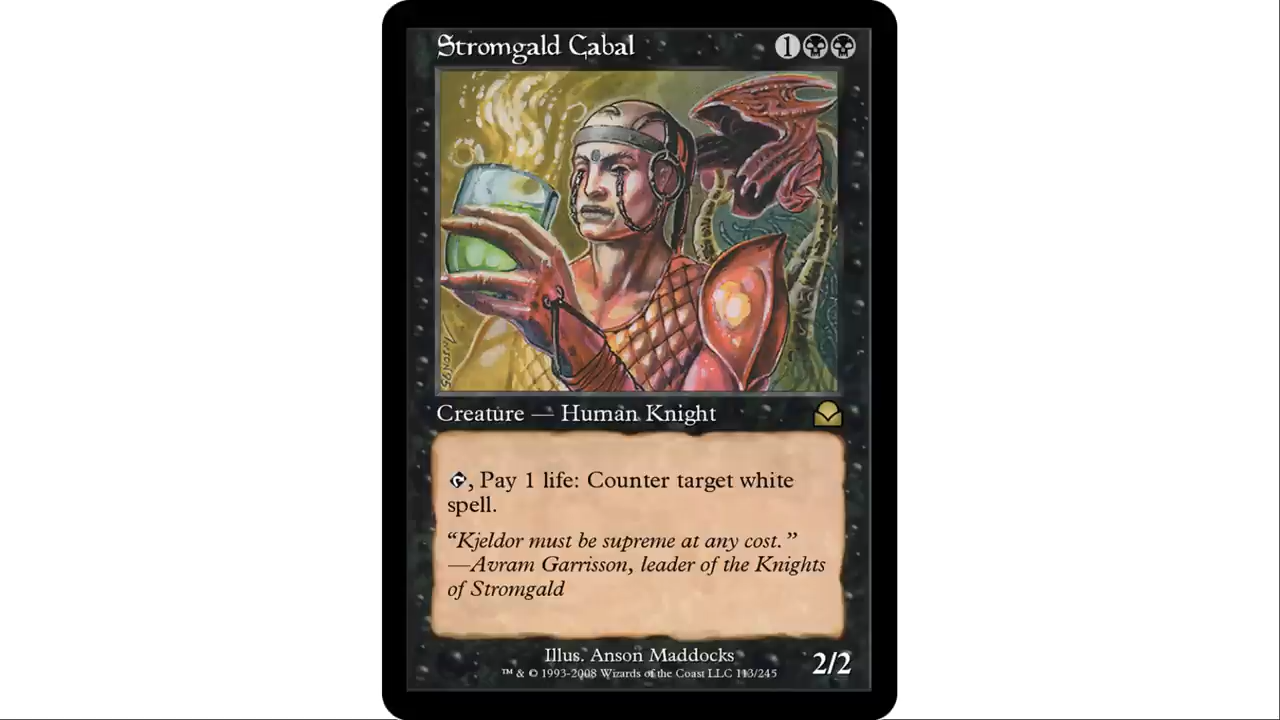 Stromgald Cabal
1
, Pay 1 life: Counter target white
spell.
“Kjeldor must be supreme at any cost.”
—Avram Garrisson, leader of the Knights
of Stromgald
Creature — Human Knight
ANSON95
Illus. Anson Maddocks
™ & © 1993-2008 Wizards of the Coast LLC 113/245
2/2